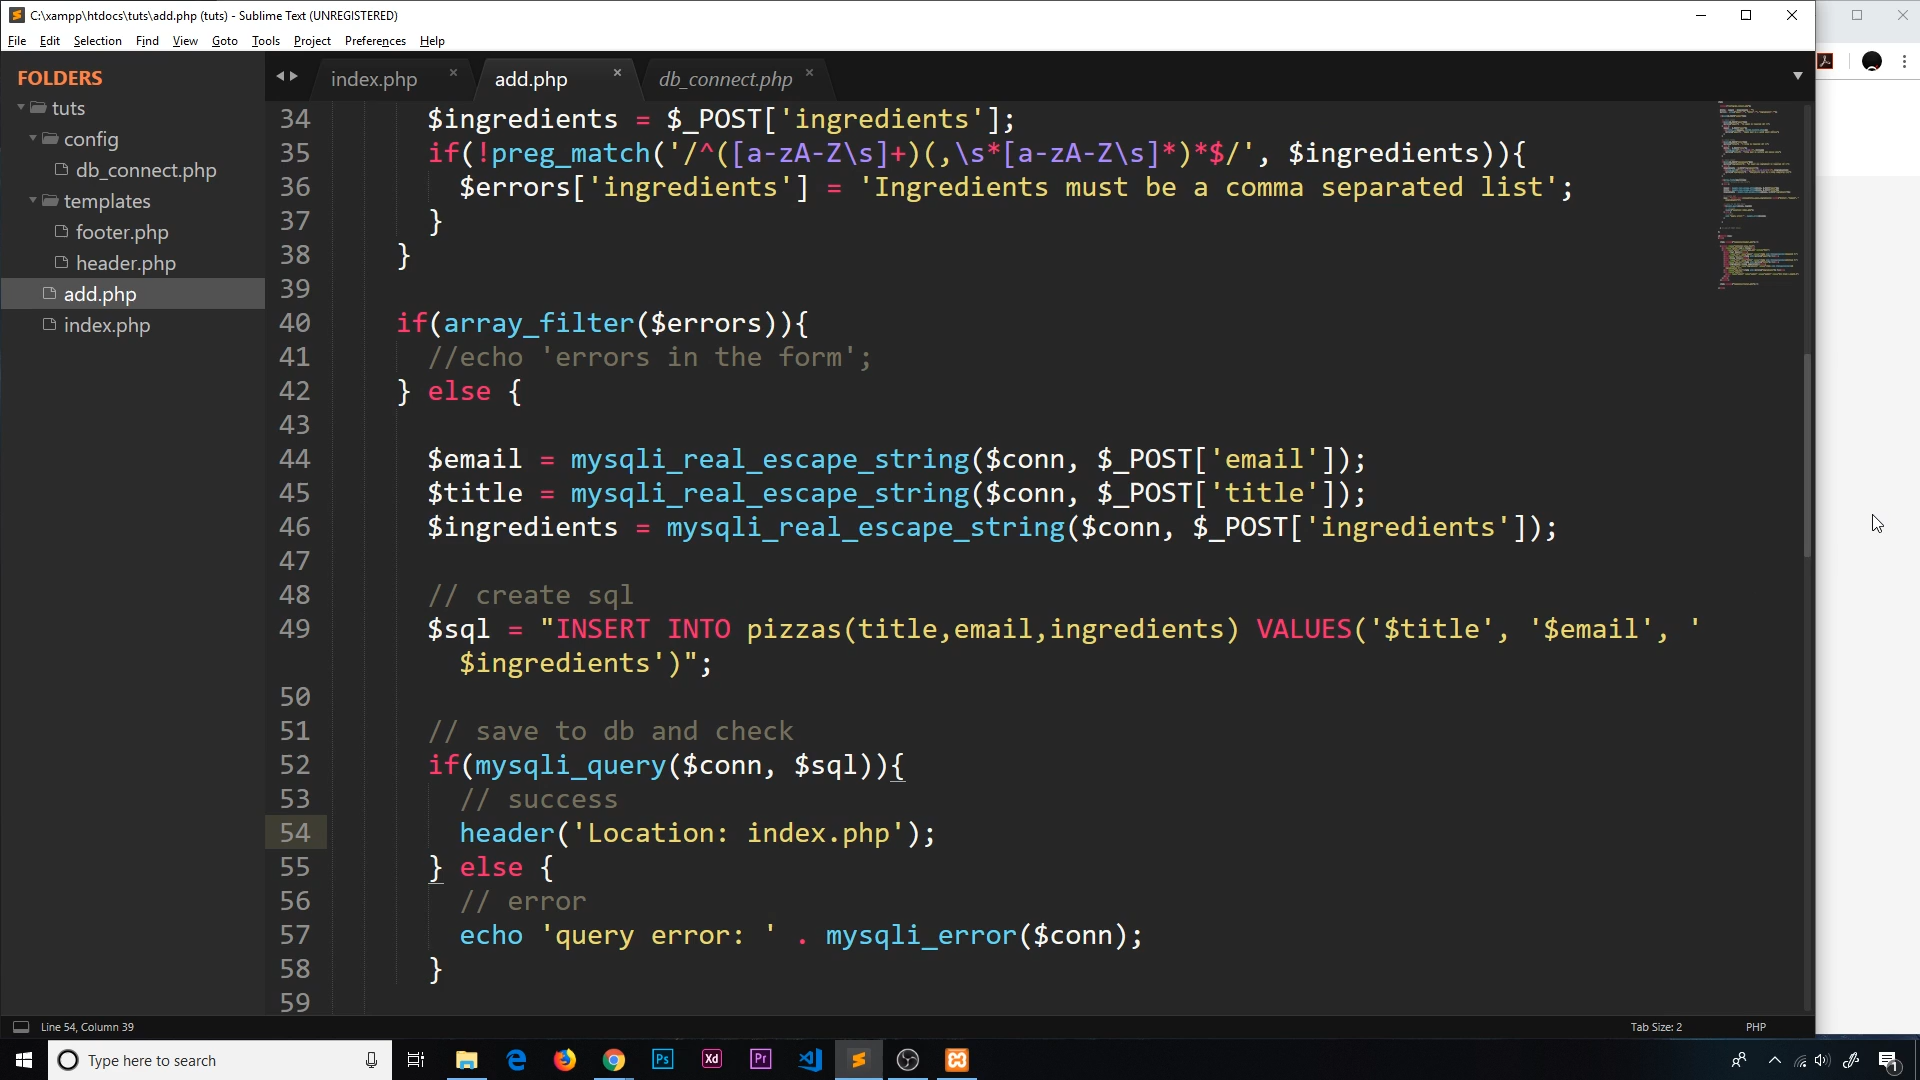 C:\xampp\htdocs\tuts\add.php (tuts) - Sublime Text (UNREGISTERED)
File Edit Selection Find View Goto Tools Project Preferences Help
FOLDERS
tuts
config
db_connect.php
templates
footer.php
header.php
add.php
index.php
index.php add.php db_connect.php
34 $ingredients = $_POST['ingredients'];
35 if(!preg_match('/^([a-zA-Z\s]+)(,\s*[a-zA-Z\s]*)*$/', $ingredients)){
36 $errors['ingredients'] = 'Ingredients must be a comma separated list';
37 }
38 }
39
40 if(array_filter($errors)){
41 //echo 'errors in the form';
42 } else {
43
44 $email = mysqli_real_escape_string($conn, $_POST['email']);
45 $title = mysqli_real_escape_string($conn, $_POST['title']);
46 $ingredients = mysqli_real_escape_string($conn, $_POST['ingredients']);
47
48 // create sql
49 $sql = "INSERT INTO pizzas(title,email,ingredients) VALUES('$title', '$email', '
$ingredients')";
50
51 // save to db and check
52 if(mysqli_query($conn, $sql)){
53 // success
54 header('Location: index.php');
55 } else {
56 // error
57 echo 'query error: ' . mysqli_error($conn);
58 }
59
Line 54, Column 39
Tab Size: 2 PHP
Type here to search
Ps Xd Pr
1